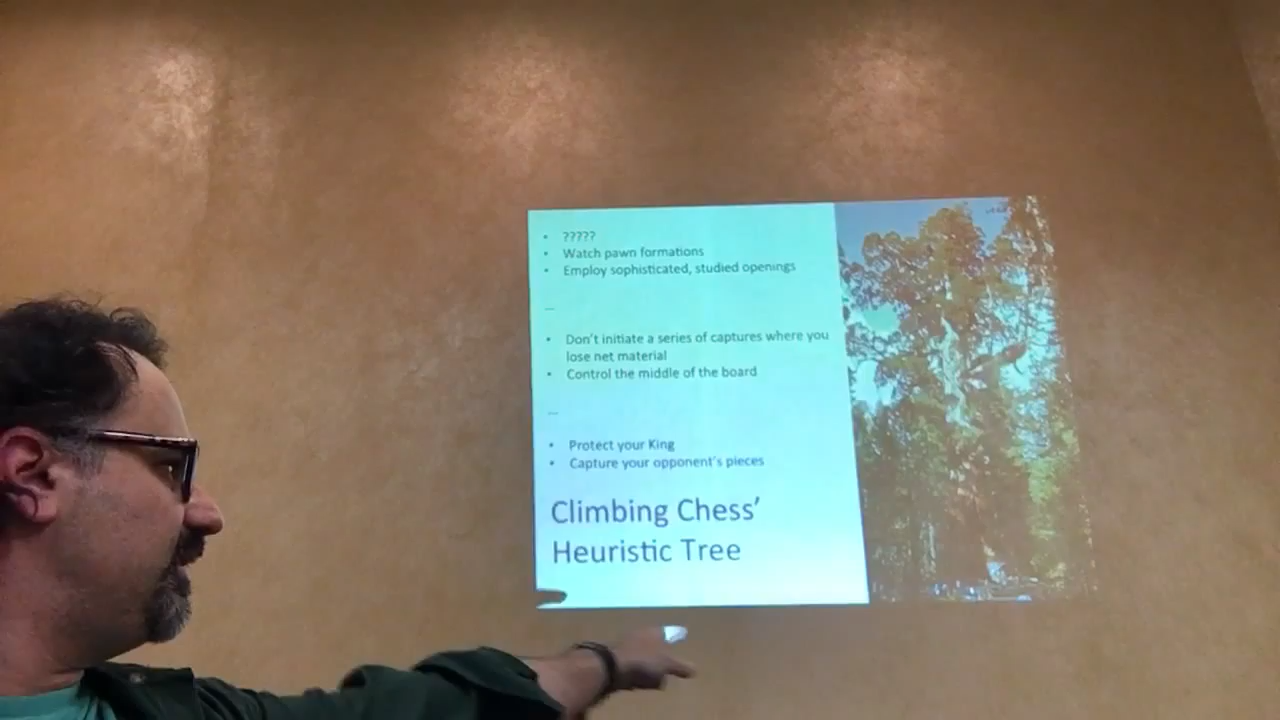 • ?????
• Watch pawn formations
• Employ sophisticated, studied openings
...
• Don't initiate a series of captures where you
lose net material
• Control the middle of the board
...
• Protect your King
• Capture your opponent's pieces
Climbing Chess'
Heuristic Tree